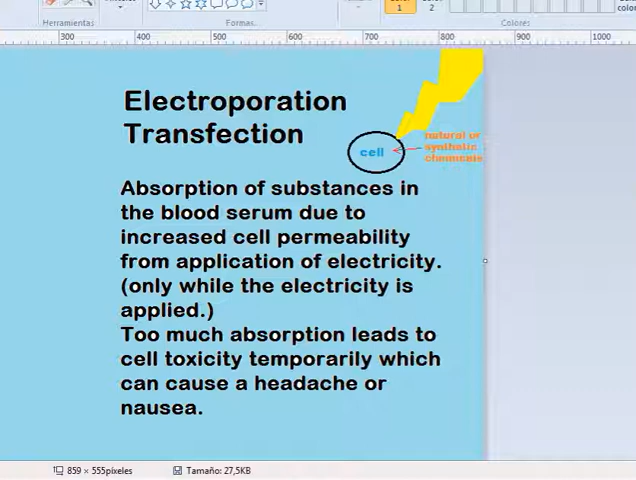 Herramientas
Formas
Colores
1
2
300
400
500
600
700
800
900
1000
Electroporation
Transfection
cell
natural or
synthetic
chemicals
Absorption of substances in
the blood serum due to
increased cell permeability
from application of electricity.
(only while the electricity is
applied.)
Too much absorption leads to
cell toxicity temporarily which
can cause a headache or
nausea.
859 × 555píxeles
Tamaño: 27,5KB